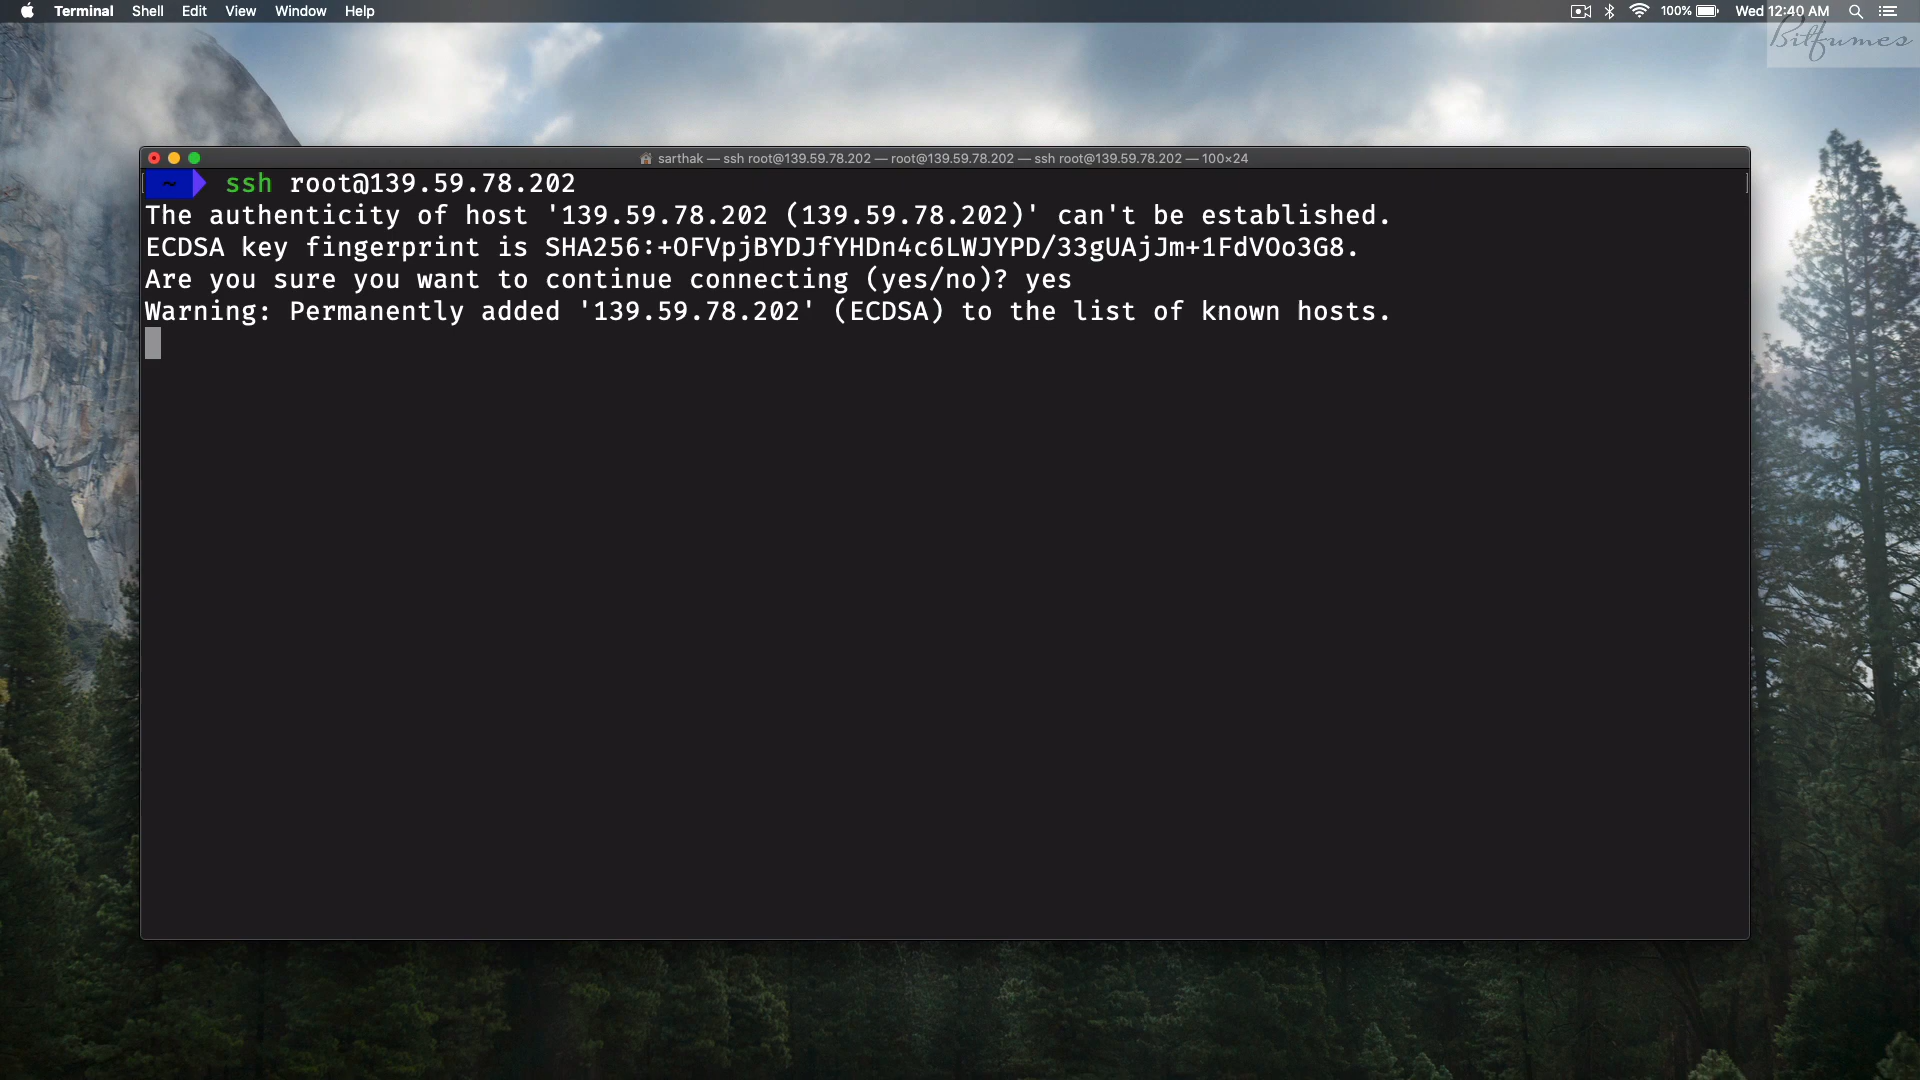 Terminal Shell Edit View Window Help 100% Wed 12:40 AM
Bitfumes
sarthak — ssh root@139.59.78.202 — root@139.59.78.202 — ssh root@139.59.78.202 — 100×24
~ ssh root@139.59.78.202
The authenticity of host '139.59.78.202 (139.59.78.202)' can't be established.
ECDSA key fingerprint is SHA256:+OFVpjBYDJfYHDn4c6LWJYPD/33gUAjJm+1FdVOo3G8.
Are you sure you want to continue connecting (yes/no)? yes
Warning: Permanently added '139.59.78.202' (ECDSA) to the list of known hosts.